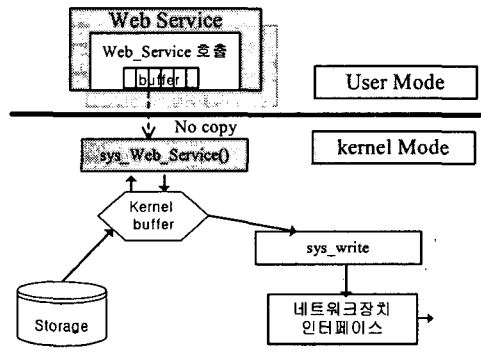 Web Service
Web_Service 호출
buffer
User Mode
No copy
kernel Mode
sys_Web_Service()
Kernel
buffer
sys_write
Storage
네트워크장치
인터페이스